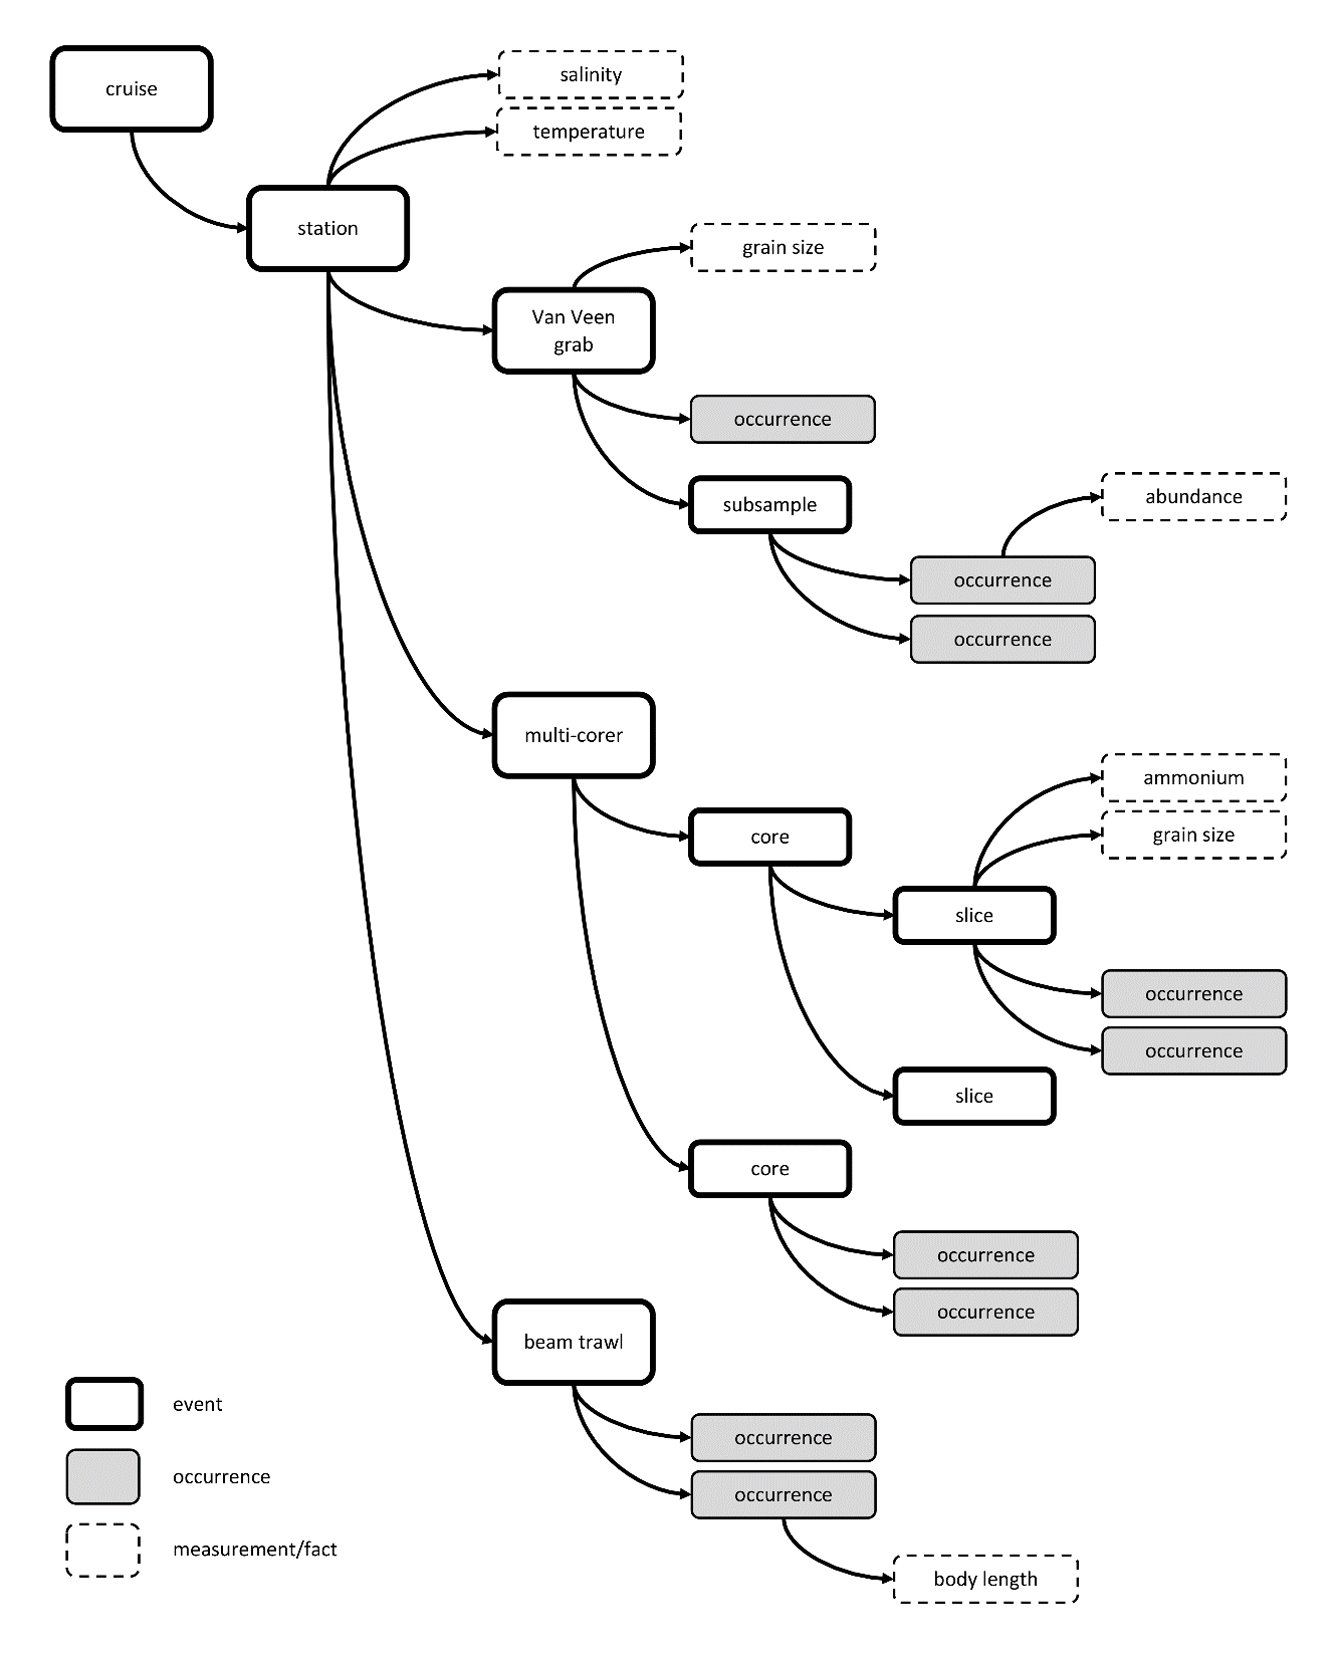 cruise
salinity
temperature
station
grain size
Van Veen
grab
occurrence
subsample
abundance
occurrence
occurrence
multi-corer
ammonium
grain size
core
slice
occurrence
occurrence
slice
core
occurrence
occurrence
beam trawl
occurrence
occurrence
body length
event
occurrence
measurement/fact